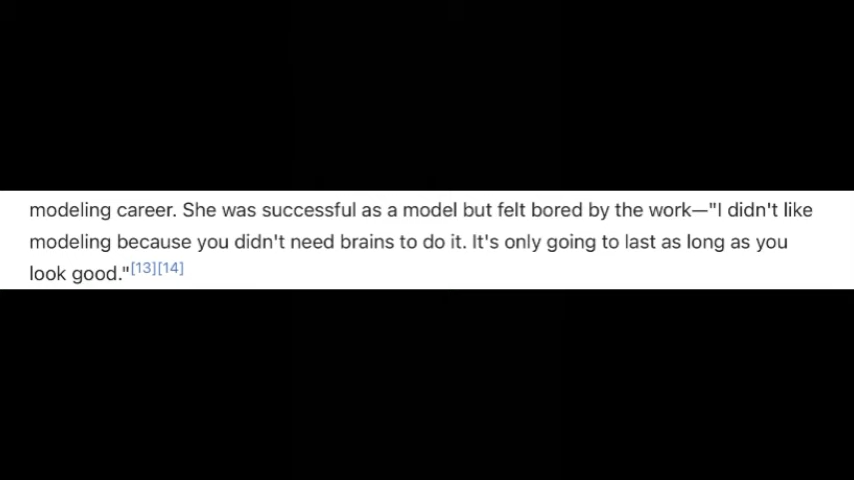 modeling career. She was successful as a model but felt bored by the work—"I didn't like
modeling because you didn't need brains to do it. It's only going to last as long as you
look good."[13][14]